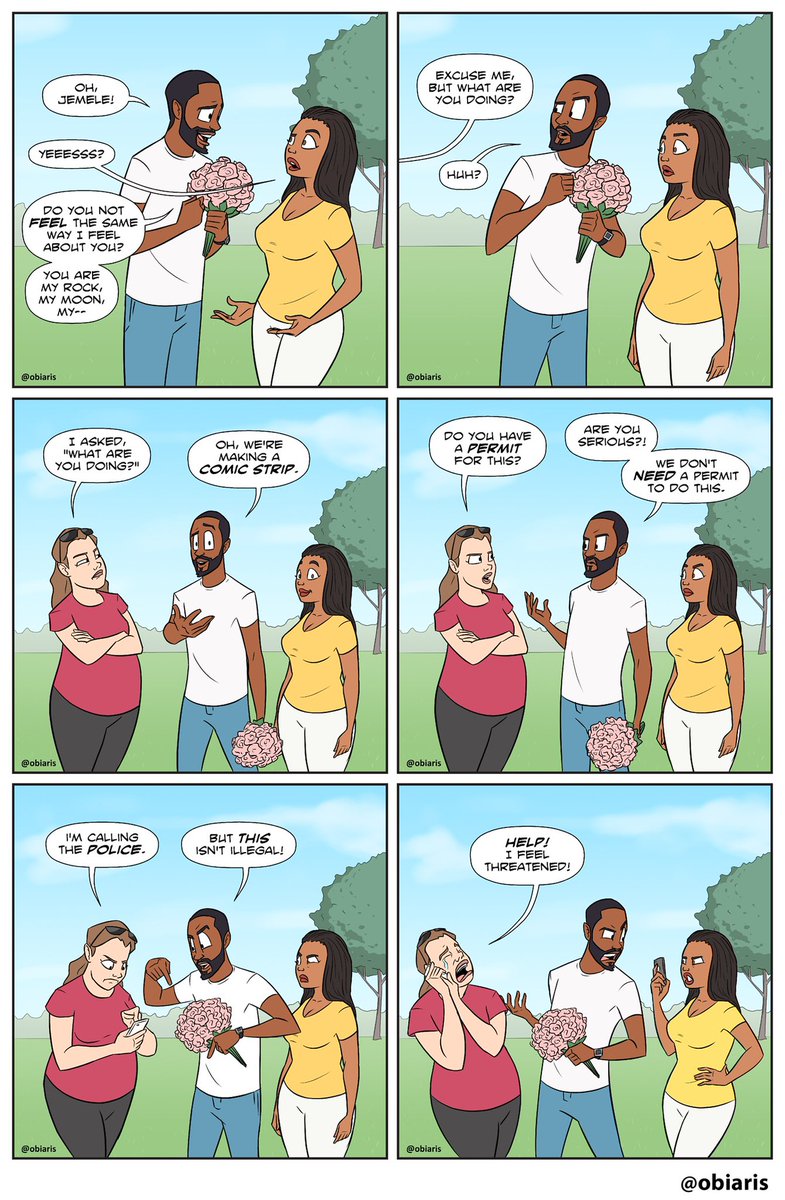 OH,
JEMELE!
YEEESSS?
DO YOU NOT
FEEL THE SAME
WAY I FEEL
ABOUT YOU?
YOU ARE
MY ROCK,
MY MOON,
MY--
@obiaris
EXCUSE ME,
BUT WHAT ARE
YOU DOING?
HUH?
@obiaris
I ASKED,
"WHAT ARE
YOU DOING?"
OH, WE'RE
MAKING A
COMIC STRIP.
@obiaris
DO YOU HAVE
A PERMIT
FOR THIS?
ARE YOU
SERIOUS?!
WE DON'T
NEED A PERMIT
TO DO THIS.
@obiaris
I'M CALLING
THE POLICE.
BUT THIS
ISN'T ILLEGAL!
@obiaris
HELP!
I FEEL
THREATENED!
@obiaris
@obiaris